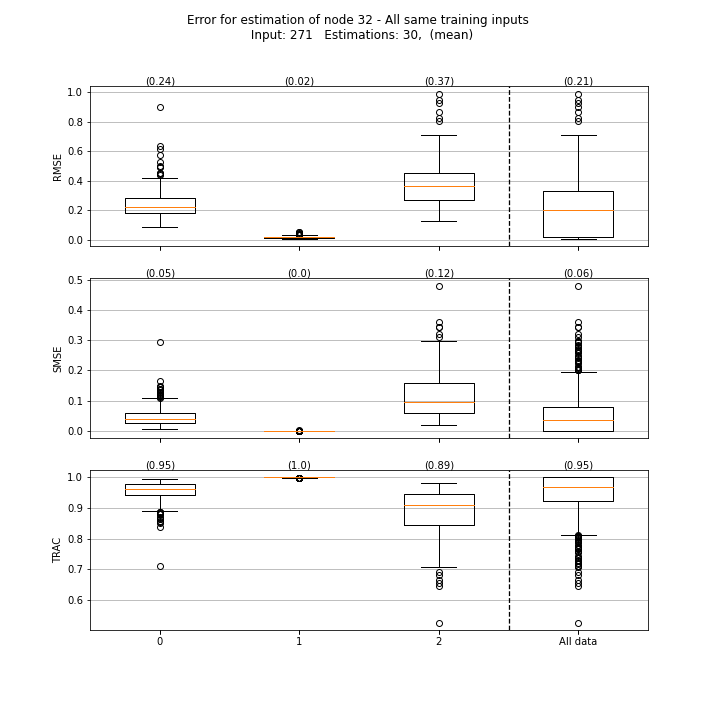 Error for estimation of node 32 - All same training inputs
Input: 271   Estimations: 30,  (mean)
(0.24) (0.02) (0.37) (0.21)
1.0
0.8
0.6
0.4
0.2
0.0
RMSE
(0.05) (0.0) (0.12) (0.06)
0.5
0.4
0.3
0.2
0.1
0.0
SMSE
(0.95) (1.0) (0.89) (0.95)
1.0
0.9
0.8
0.7
0.6
TRAC
0 1 2 All data